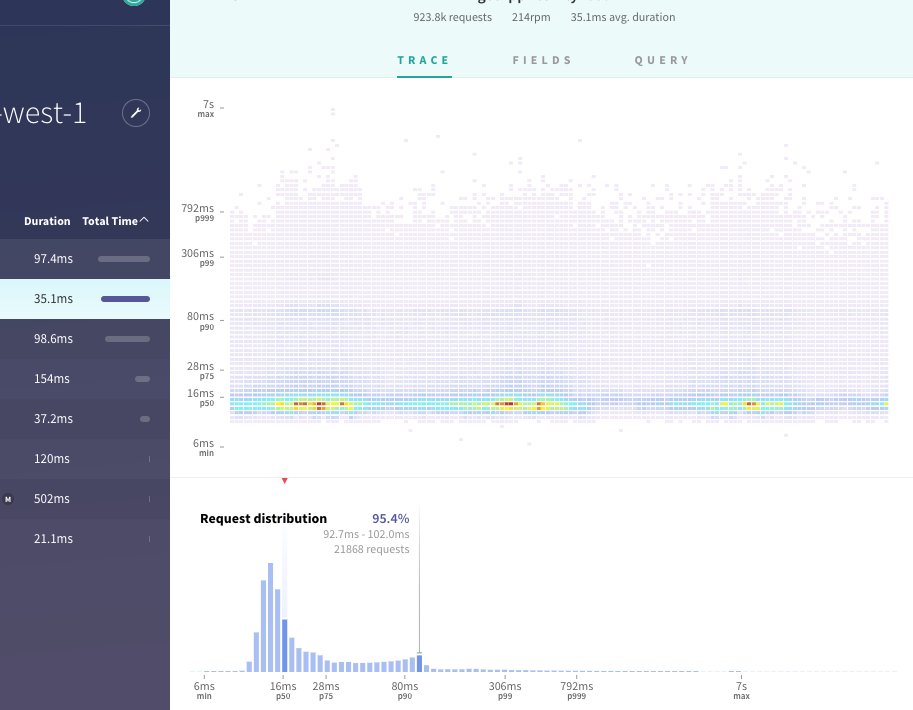 923.8k requests 214rpm 35.1ms avg. duration
TRACE FIELDS QUERY
-west-1
Duration Total Time
97.4ms
35.1ms
98.6ms
154ms
37.2ms
120ms
M 502ms
21.1ms
7s
max
792ms
p999
306ms
p99
80ms
p90
28ms
p75
16ms
p50
6ms
min
Request distribution 95.4%
92.7ms - 102.0ms
21868 requests
6ms 16ms 28ms 80ms 306ms 792ms 7s
min p50 p75 p90 p99 p999 max